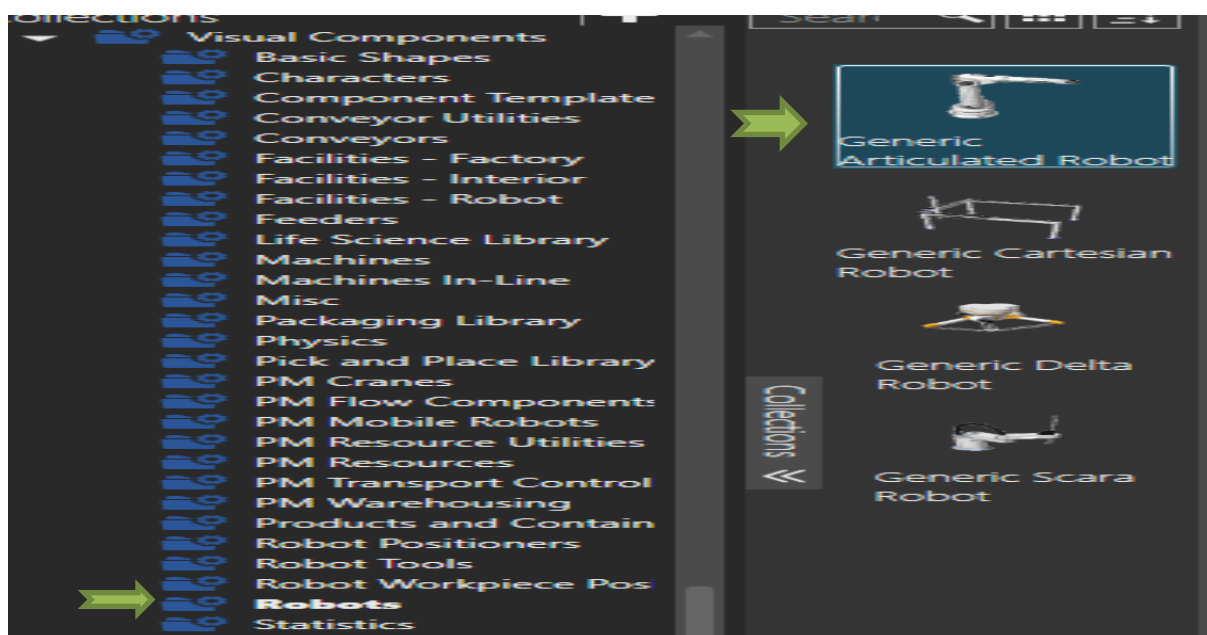 Collections
Visual Components
Basic Shapes
Characters
Component Template
Conveyor Utilities
Conveyors
Facilities - Factory
Facilities - Interior
Facilities - Robot
Feeders
Life Science Library
Machines
Machines In-Line
Misc
Packaging Library
Physics
Pick and Place Library
PM Cranes
PM Flow Components
PM Mobile Robots
PM Resource Utilities
PM Resources
PM Transport Control
PM Warehousing
Products and Contain
Robot Positioners
Robot Tools
Robot Workpiece Pos
Robots
Statistics
Collections
Sear
Generic
Articulated Robot
Generic Cartesian
Robot
Generic Delta
Robot
Generic Scara
Robot